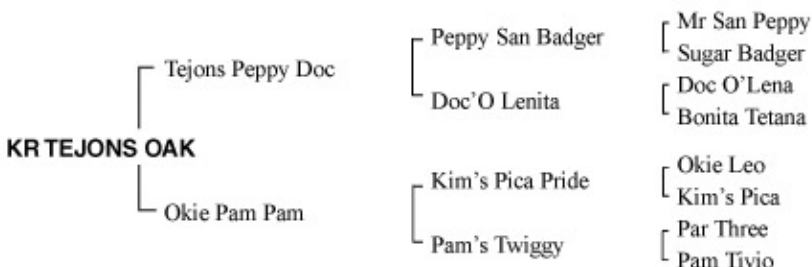 Mr San Peppy
Peppy San Badger
Sugar Badger
Tejons Peppy Doc
Doc O’Lena
Doc’O Lenita
Bonita Tetana
KR TEJONS OAK
Okie Leo
Kim’s Pica Pride
Kim’s Pica
Okie Pam Pam
Par Three
Pam’s Twiggy
Pam Tivio